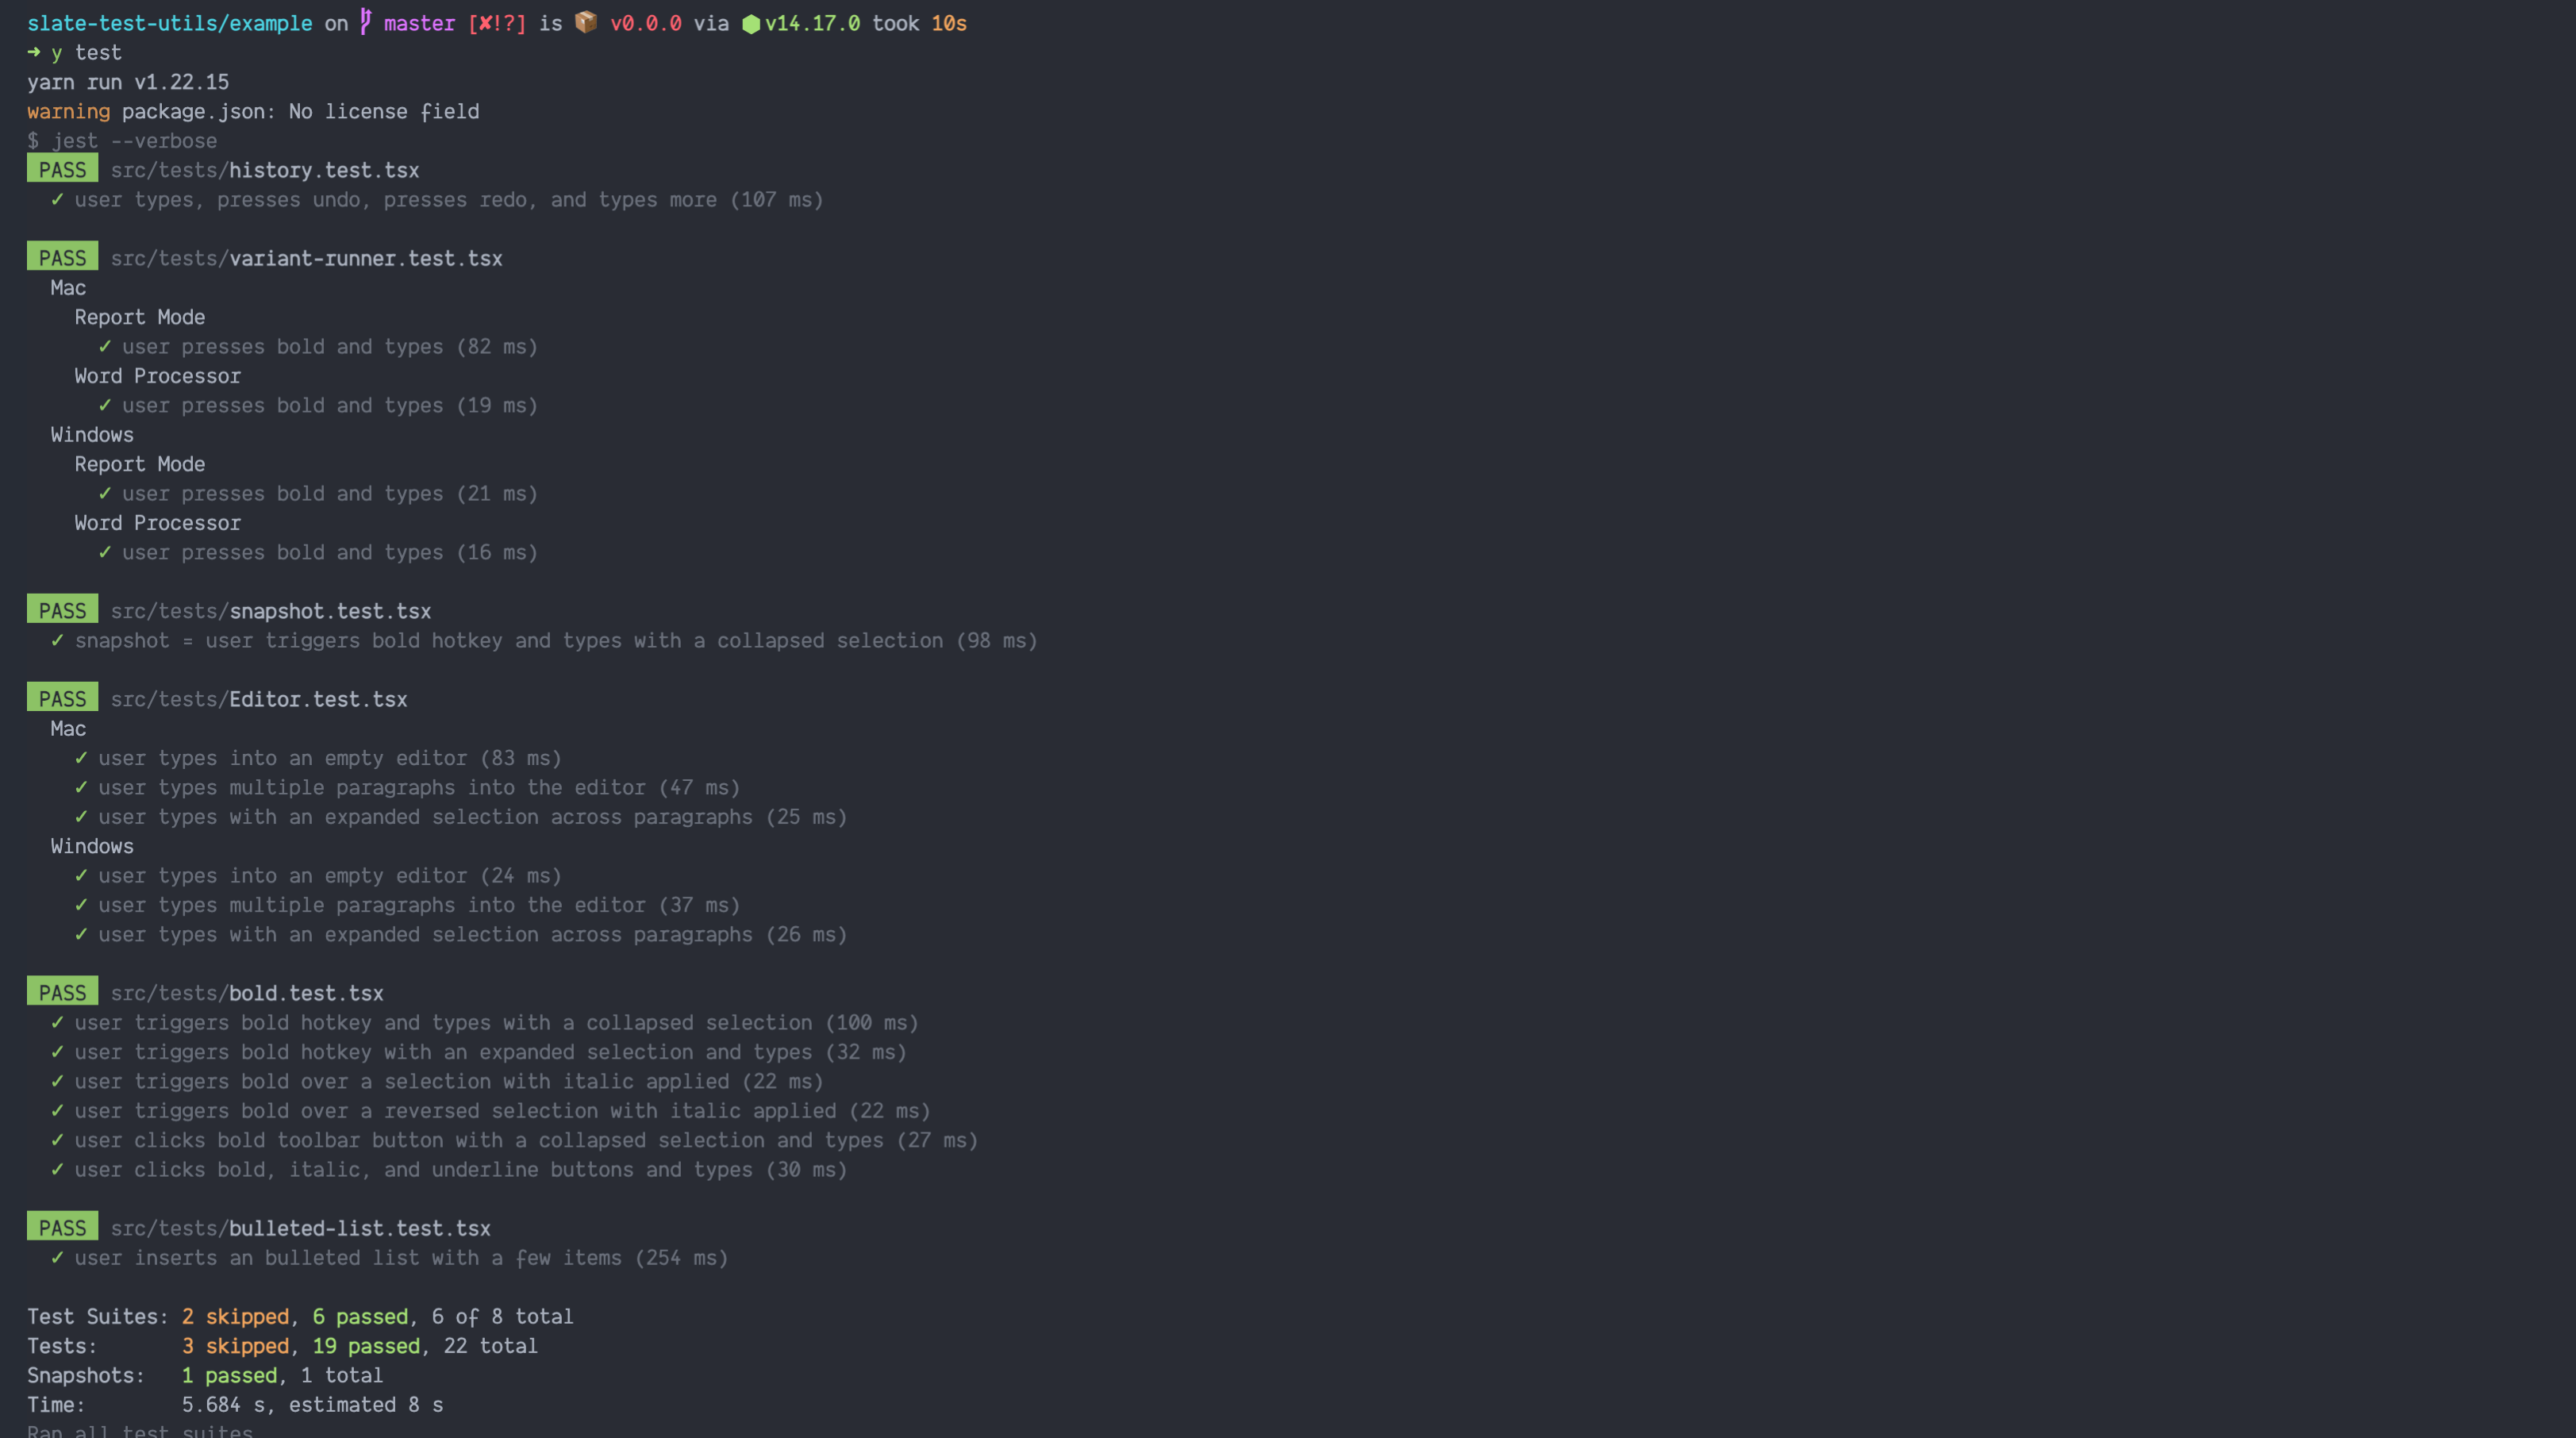 slate-test-utils/example on master [✘!?] is 📦 v0.0.0 via ⬢ v14.17.0 took 10s
➜ y test
yarn run v1.22.15
warning package.json: No license field
$ jest --verbose
PASS src/tests/history.test.tsx
✓ user types, presses undo, presses redo, and types more (107 ms)
PASS src/tests/variant-runner.test.tsx
Mac
Report Mode
✓ user presses bold and types (82 ms)
Word Processor
✓ user presses bold and types (19 ms)
Windows
Report Mode
✓ user presses bold and types (21 ms)
Word Processor
✓ user presses bold and types (16 ms)
PASS src/tests/snapshot.test.tsx
✓ snapshot = user triggers bold hotkey and types with a collapsed selection (98 ms)
PASS src/tests/Editor.test.tsx
Mac
✓ user types into an empty editor (83 ms)
✓ user types multiple paragraphs into the editor (47 ms)
✓ user types with an expanded selection across paragraphs (25 ms)
Windows
✓ user types into an empty editor (24 ms)
✓ user types multiple paragraphs into the editor (37 ms)
✓ user types with an expanded selection across paragraphs (26 ms)
PASS src/tests/bold.test.tsx
✓ user triggers bold hotkey and types with a collapsed selection (100 ms)
✓ user triggers bold hotkey with an expanded selection and types (32 ms)
✓ user triggers bold over a selection with italic applied (22 ms)
✓ user triggers bold over a reversed selection with italic applied (22 ms)
✓ user clicks bold toolbar button with a collapsed selection and types (27 ms)
✓ user clicks bold, italic, and underline buttons and types (30 ms)
PASS src/tests/bulleted-list.test.tsx
✓ user inserts an bulleted list with a few items (254 ms)
Test Suites: 2 skipped, 6 passed, 6 of 8 total
Tests: 3 skipped, 19 passed, 22 total
Snapshots: 1 passed, 1 total
Time: 5.684 s, estimated 8 s
Ran all test suites.